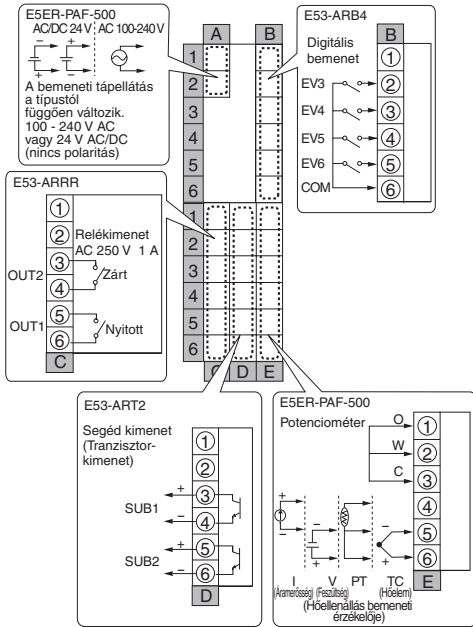 E5ER-PAF-500
AC/DC 24 V AC 100-240 V
A bemeneti tápellátás
a típustól
függően változik.
100 - 240 V AC
vagy 24 V AC/DC
(nincs polaritás)
A B
1
2
3
4
5
6
1
2
3
4
5
6
C D E
E53-ARB4
Digitális
bemenet
B
1
EV3 2
EV4 3
EV5 4
EV6 5
COM 6
E53-ARRR
1
2 Relékimenet
AC 250 V 1 A
3
OUT2 Zárt
4
5
OUT1 Nyitott
6
C
E53-ART2
Segéd kimenet
(Tranzisztor-
kimenet)
1
2
+ 3
SUB1
- 4
+ 5
SUB2
- 6
D
E5ER-PAF-500
Potenciométer
O 1
W 2
C 3
4
+ - - 5
- + + 6
I V PT TC E
(Áramerősség) (Feszültség) (Hőelem)
(Hőellenállás bemeneti
érzékelője)